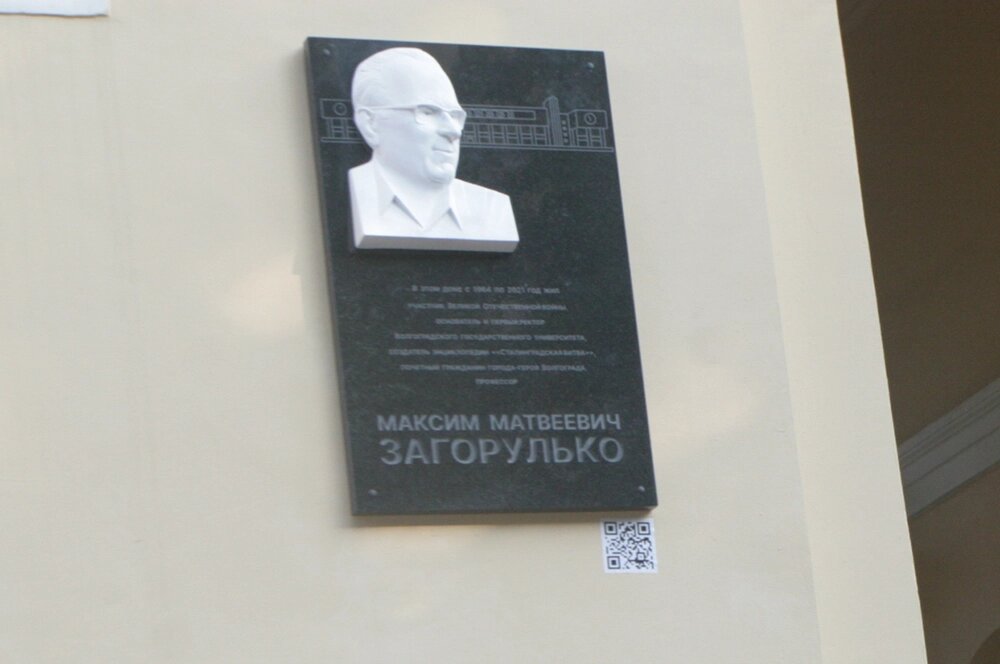 В этом доме с 1964 по 2021 год жил
участник Великой Отечественной войны,
основатель и первый ректор
Волгоградского государственного университета,
создатель энциклопедии «Сталинградская битва»,
почетный гражданин города-героя Волгограда,
профессор
МАКСИМ МАТВЕЕВИЧ
ЗАГОРУЛЬКО